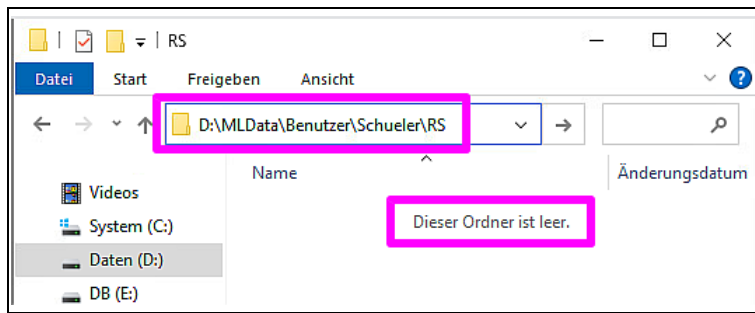 RS
Datei Start Freigeben Ansicht ?
D:\MLData\Benutzer\Schueler\RS
Name Änderungsdatum
Videos
Dieser Ordner ist leer.
System (C:)
Daten (D:)
DB (E:)